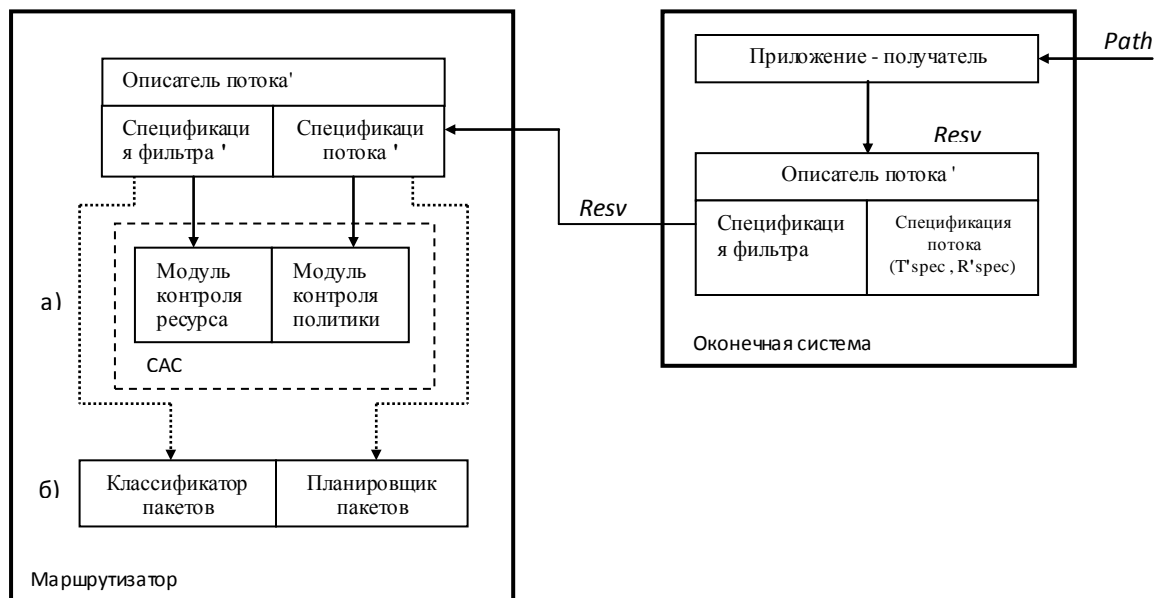 Описатель потока'
Спецификаци
я фильтра '
Спецификаци
потока '
Модуль
контроля
ресурса
Модуль
контроля
политики
а)
САС
б)
Классификатор
пакетов
Планировщик
пакетов
Маршрутизатор
Resv
Path
Приложение - получатель
Resv
Описатель потока '
Спецификаци
я фильтра
Спецификация
потока
(T'spec , R'spec)
Оконечная система